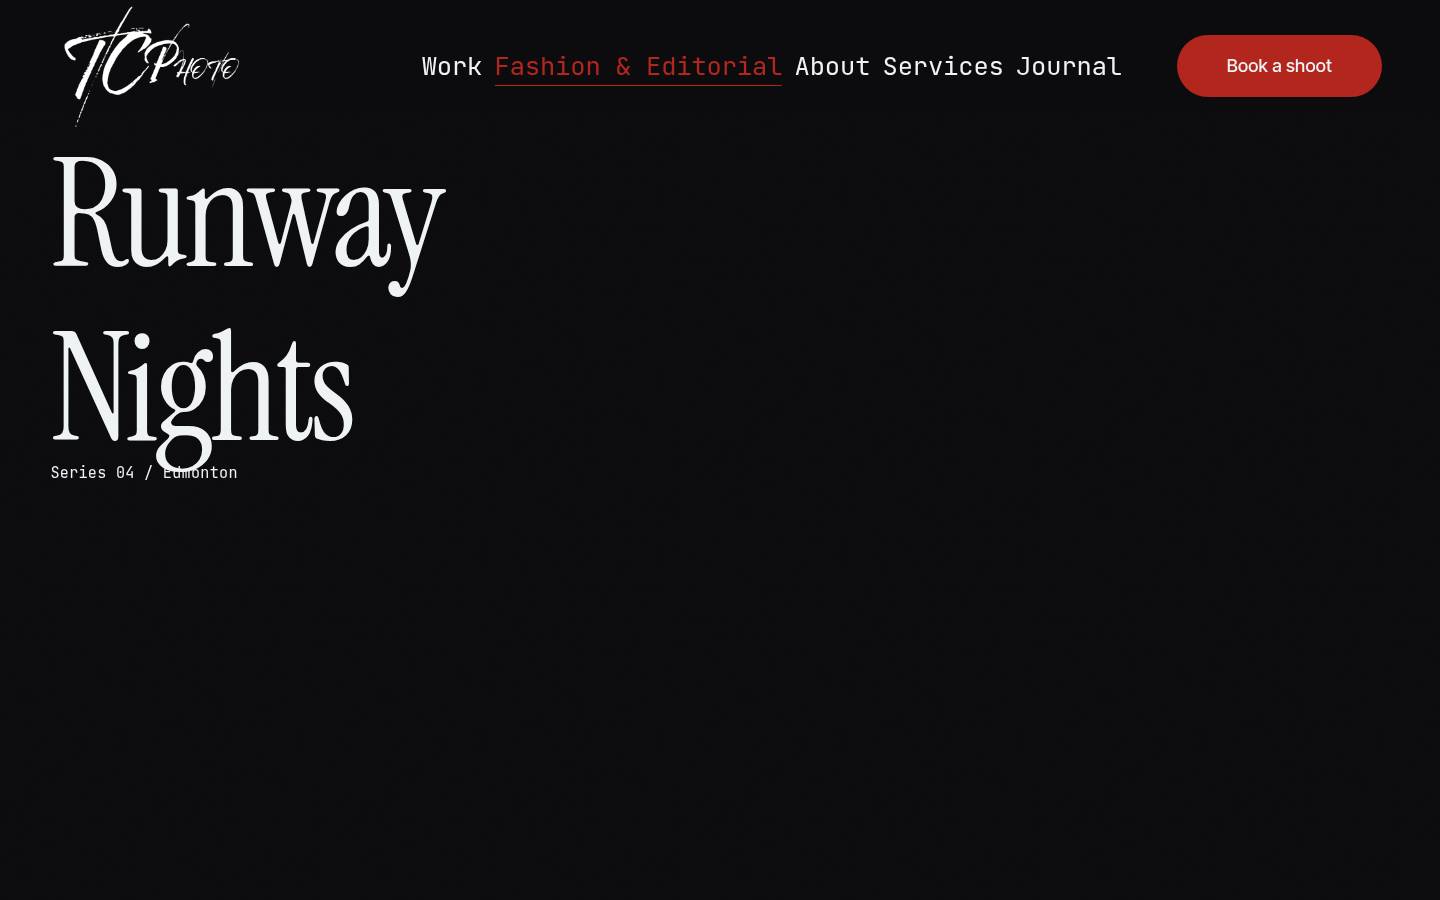 TCPHOTO
Work Fashion & Editorial About Services Journal
Book a shoot
Runway
Nights
Series 04 / Edmonton